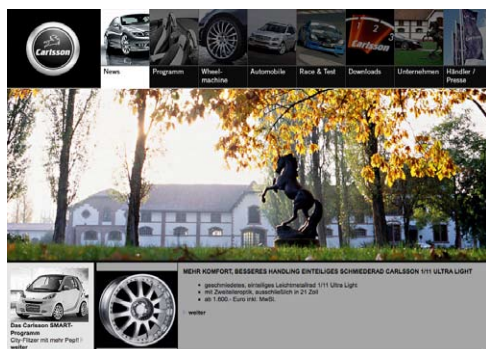 Carlsson
News
Programm
Wheel-
machine
Automobile
Race & Test
Downloads
Unternehmen
Händler /
Presse
Carlsson
MEHR KOMFORT, BESSERES HANDLING EINTEILIGES SCHMIEDERAD CARLSSON 1/11 ULTRA LIGHT
geschmiedetes, einteiliges Leichtmetallrad 1/11 Ultra Light
mit Zweiteileroptik, ausschließlich in 21 Zoll
ab 1.600.- Euro inkl. MwSt.
weiter
Das Carlsson SMART-
Programm
City-Flitzer mit mehr Pep!!
weiter